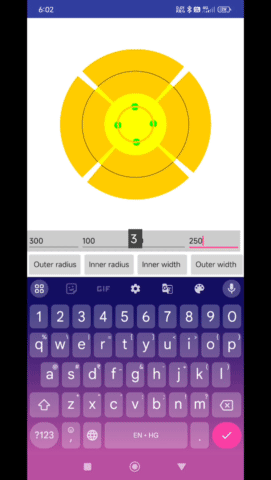 6:02
300 100 3 250
Outer radius Inner radius Inner width Outer width
GIF
1 2 3 4 5 6 7 8 9 0
q w e r t y u i o p
a s d f g h j k l
z x c v b n m
?123 , EN • HG .